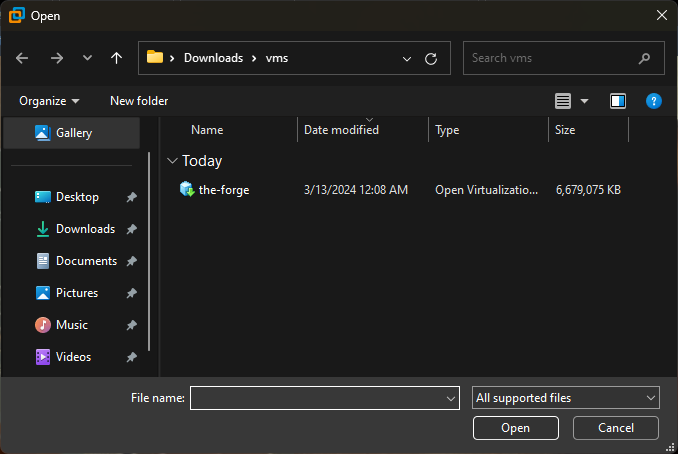 Open
Downloads > vms
Search vms
Organize
New folder
Gallery
Name
Date modified
Type
Size
Today
Desktop
the-forge
3/13/2024 12:08 AM
Open Virtualizatio...
6,679,075 KB
Downloads
Documents
Pictures
Music
Videos
File name:
All supported files
Open
Cancel